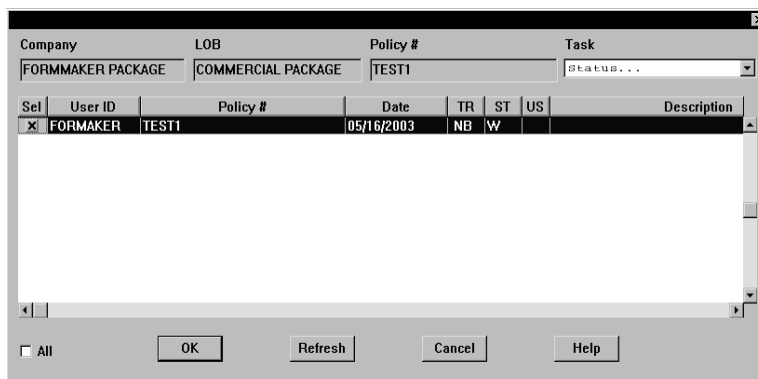 Company LOB Policy # Task
FORMMAKER PACKAGE COMMERCIAL PACKAGE TEST1 Status...
Sel User ID Policy # Date TR ST US Description
FORMAKER TEST1 05/16/2003 NB W
All OK Refresh Cancel Help